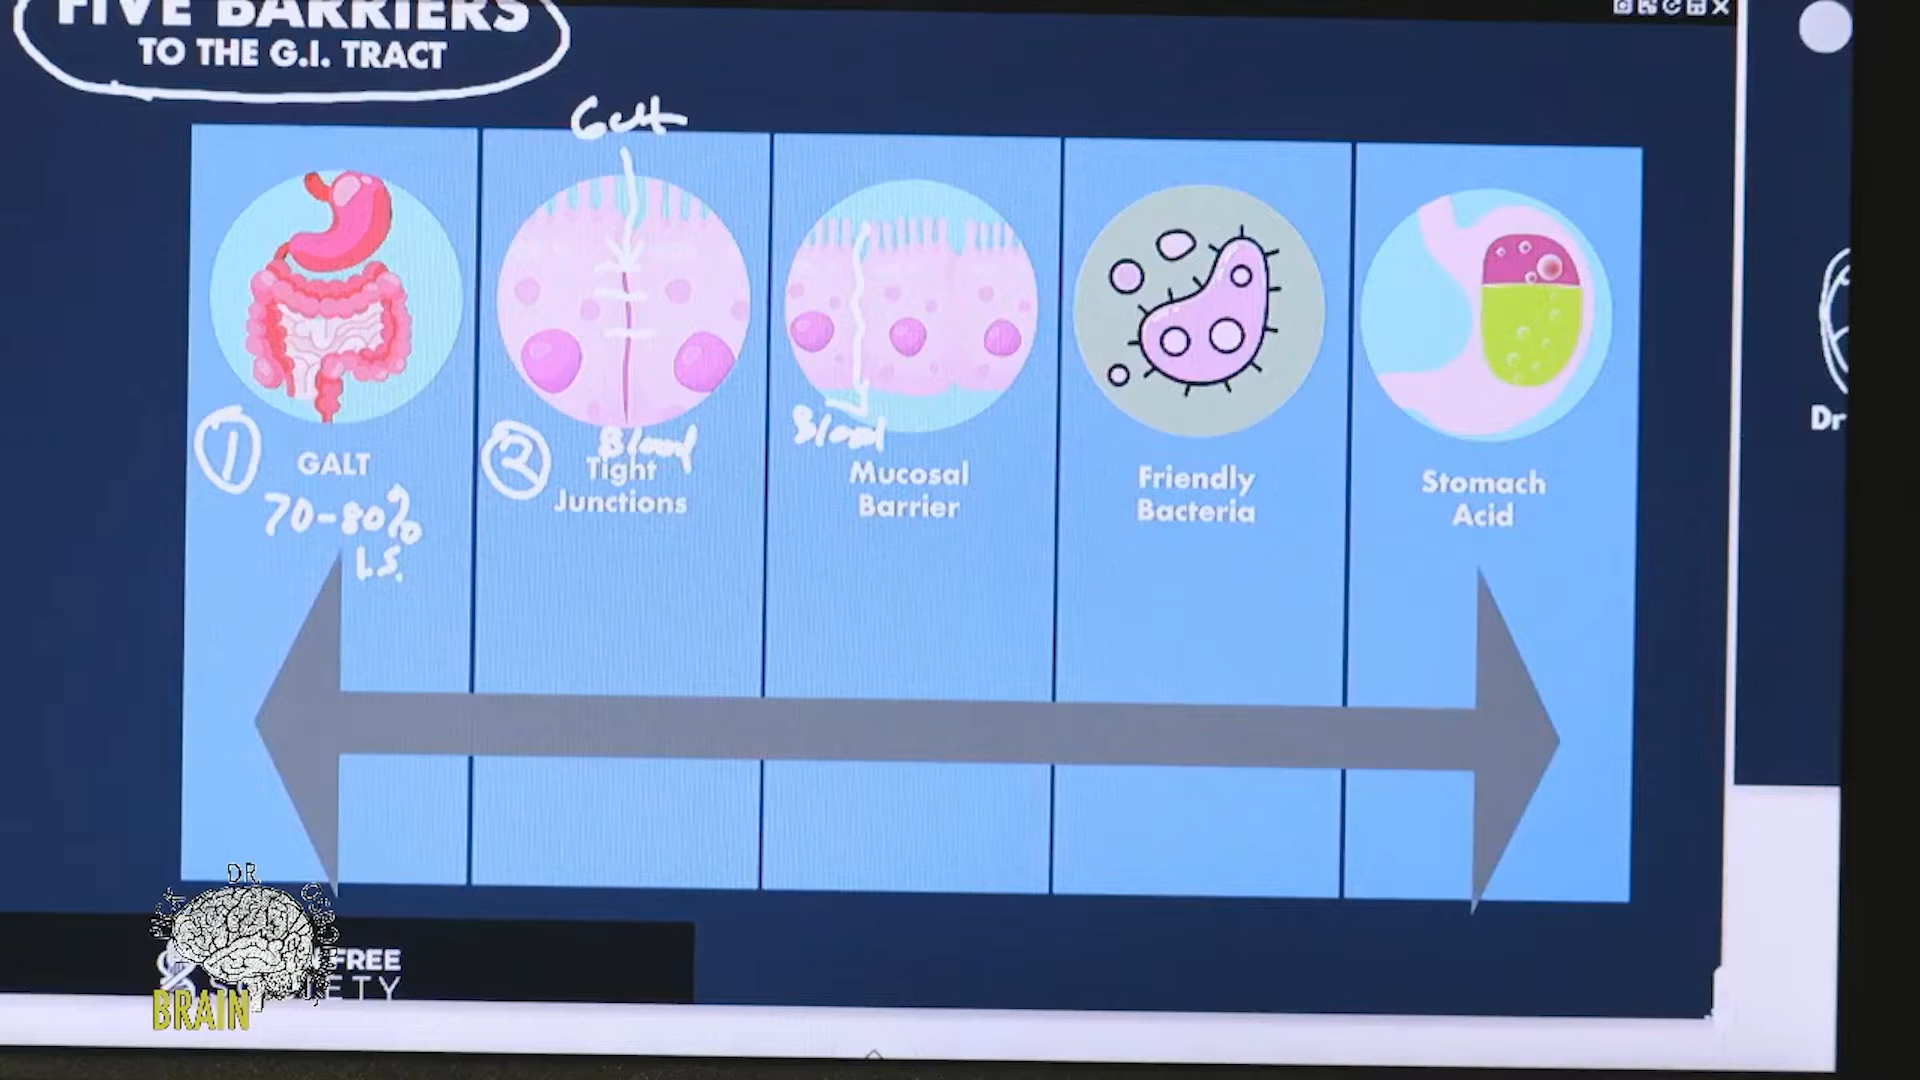 FIVE BARRIERS
TO THE G.I. TRACT
Gut
1
GALT
70-80%
I.S.
2
Blood
Tight
Junctions
Blood
Mucosal
Barrier
Friendly
Bacteria
Stomach
Acid
Dr
DR
FREE
BRAIN